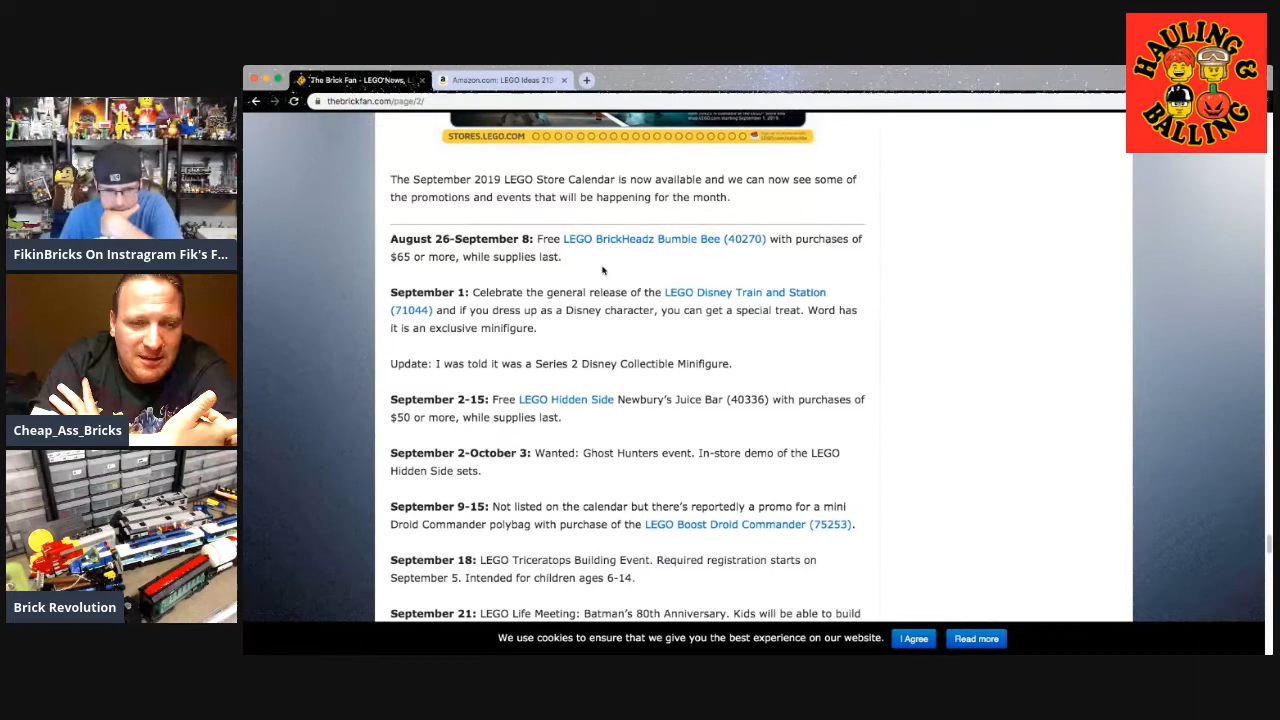 HAULING
BALLING
The Brick Fan - LEGO News, L
Amazon.com: LEGO Ideas 219
thebrickfan.com/page/2/
shop.LEGO.com starting September 1, 2019.
STORES.LEGO.COM
The September 2019 LEGO Store Calendar is now available and we can now see some of
the promotions and events that will be happening for the month.
August 26-September 8: Free LEGO BrickHeadz Bumble Bee (40270) with purchases of
$65 or more, while supplies last.
September 1: Celebrate the general release of the LEGO Disney Train and Station
(71044) and if you dress up as a Disney character, you can get a special treat. Word has
it is an exclusive minifigure.
Update: I was told it was a Series 2 Disney Collectible Minifigure.
September 2-15: Free LEGO Hidden Side Newbury's Juice Bar (40336) with purchases of
$50 or more, while supplies last.
September 2-October 3: Wanted: Ghost Hunters event. In-store demo of the LEGO
Hidden Side sets.
September 9-15: Not listed on the calendar but there's reportedly a promo for a mini
Droid Commander polybag with purchase of the LEGO Boost Droid Commander (75253).
September 18: LEGO Triceratops Building Event. Required registration starts on
September 5. Intended for children ages 6-14.
September 21: LEGO Life Meeting: Batman's 80th Anniversary. Kids will be able to build
We use cookies to ensure that we give you the best experience on our website.
I Agree
Read more
FikinBricks On Instragram Fik's F...
Cheap_Ass_Bricks
Brick Revolution